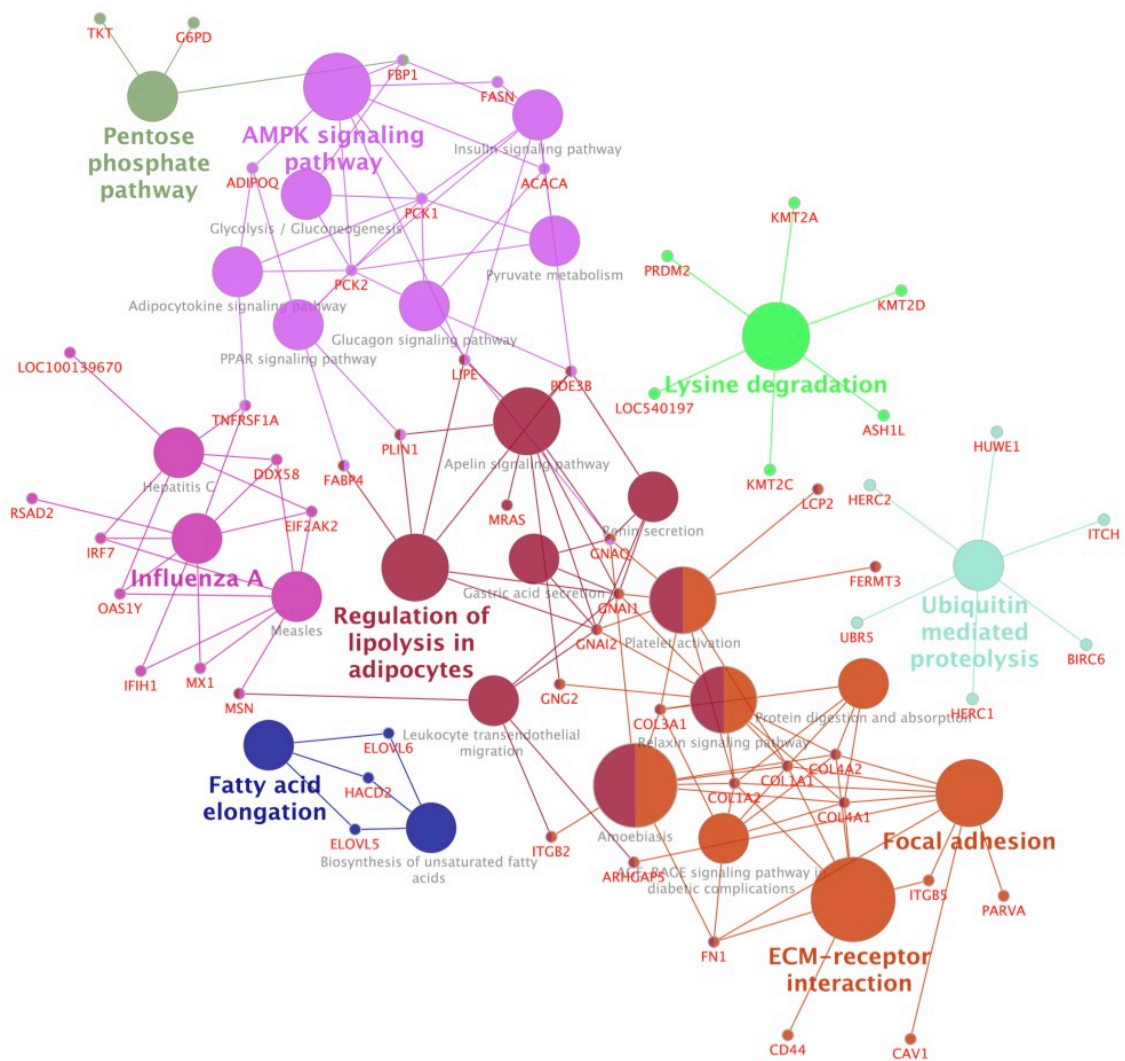 TKT
G6PD
FBP1
FASN
Pentose
phosphate
pathway
AMPK signaling
pathway
Insulin signaling pathway
ADIPOQ
ACACA
PCK1
Glycolysis / Gluconeogenesis
KMT2A
PRDM2
Pyruvate metabolism
PCK2
Adipocytokine signaling pathway
KMT2D
Glucagon signaling pathway
PPAR signaling pathway
LOC100139670
LIPE
PDE3B
Lysine degradation
LOC540197
TNFRSF1A
ASH1L
PLIN1
Apelin signaling pathway
HUWE1
Hepatitis C
DDX58
FABP4
KMT2C
HERC2
LCP2
RSAD2
MRAS
EIF2AK2
Renin secretion
ITCH
IRF7
GNAQ
Influenza A
Gastric acid secretion
FERMT3
OAS1Y
GNAI1
Ubiquitin
mediated
proteolysis
Regulation of
lipolysis in
adipocytes
Measles
Platelet activation
GNAI2
UBR5
BIRC6
IFIH1
MX1
MSN
GNG2
HERC1
COL3A1
Protein digestion and absorption
Leukocyte transendothelial
migration
Relaxin signaling pathway
ELOVL6
COL4A2
COL1A1
Fatty acid
elongation
HACD2
COL1A2
COL4A1
ELOVL5
Amoebiasis
Focal adhesion
ITGB2
Biosynthesis of unsaturated fatty
acids
ARHGAP5
AGE-RAGE signaling pathway in
diabetic complications
ITGB5
PARVA
FN1
ECM-receptor
interaction
CD44
CAV1